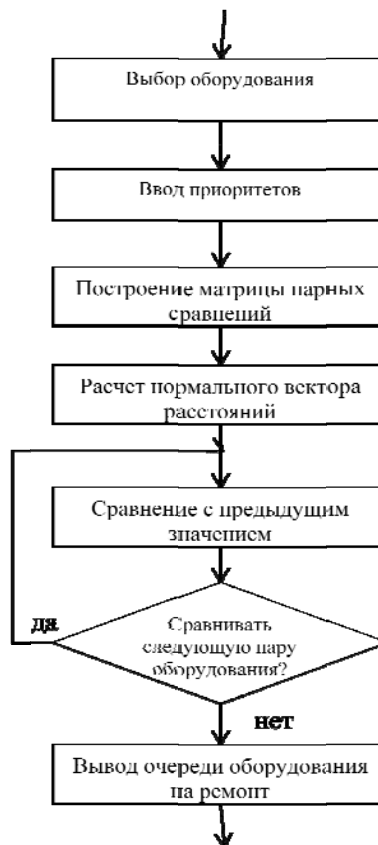 Выбор оборудования
Ввод приоритетов
Построение матрицы парных
сравнений
Расчет нормального вектора
расстояний
Сравнение с предыдущим
значением
да
Сравнивать
следующую пару
оборудования?
нет
Вывод очереди оборудования
на ремонт